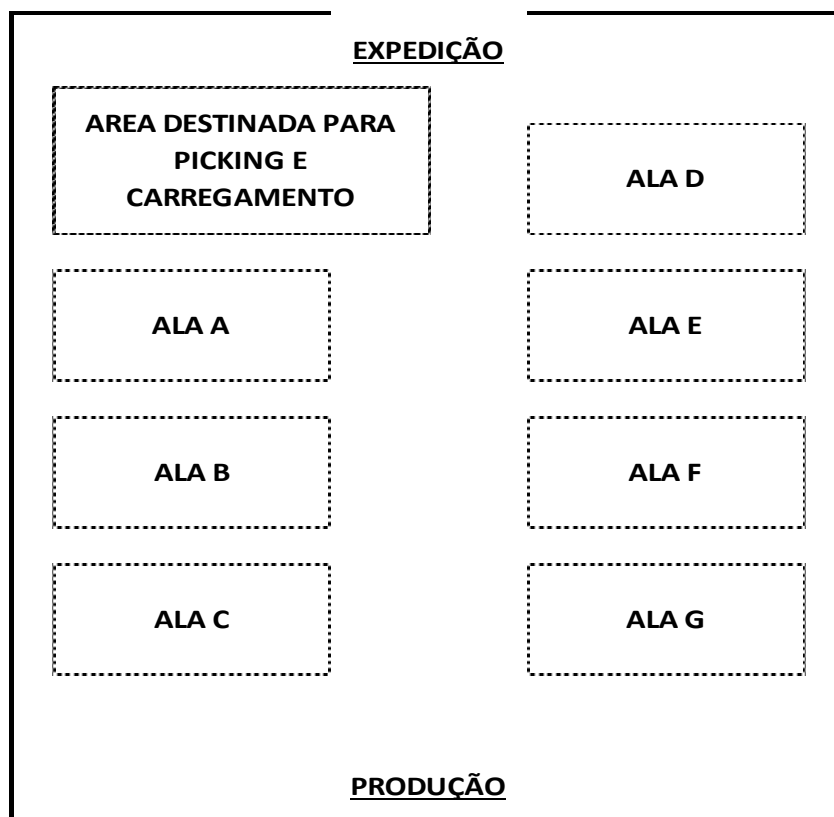 EXPEDIÇÃO
AREA DESTINADA PARA
PICKING E
CARREGAMENTO
ALA D
ALA A
ALA E
ALA B
ALA F
ALA C
ALA G
PRODUÇÃO